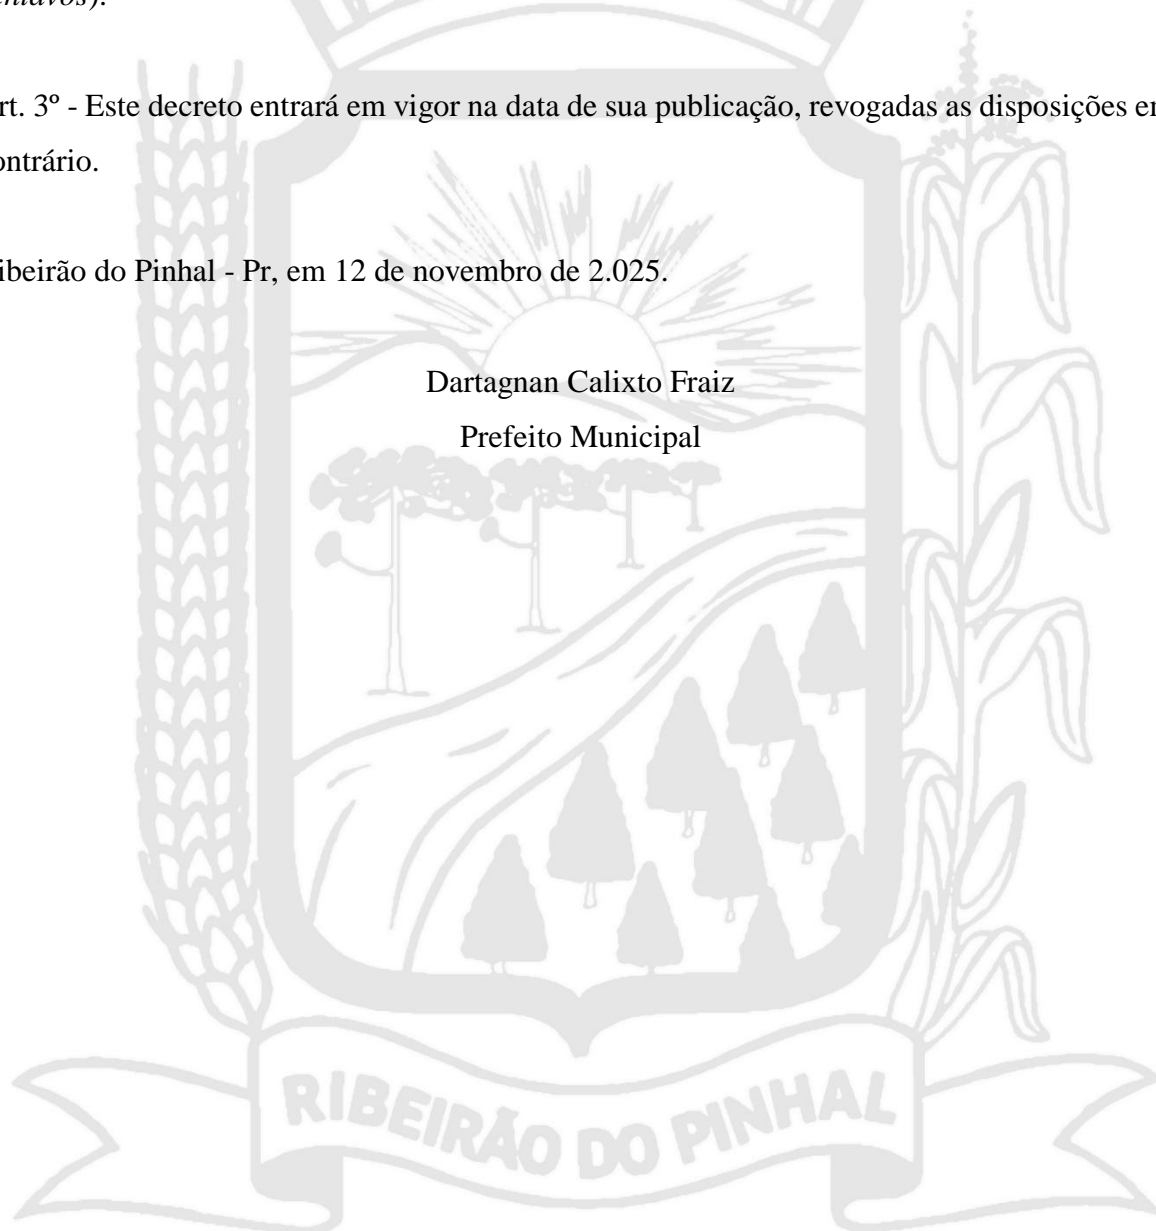 entavos).
rt. 3º - Este decreto entrará em vigor na data de sua publicação, revogadas as disposições en
ontrário.
ibeirão do Pinhal - Pr, em 12 de novembro de 2.025.
Dartagnan Calixto Fraiz
Prefeito Municipal
RIBEIRÃO DO PINHAL